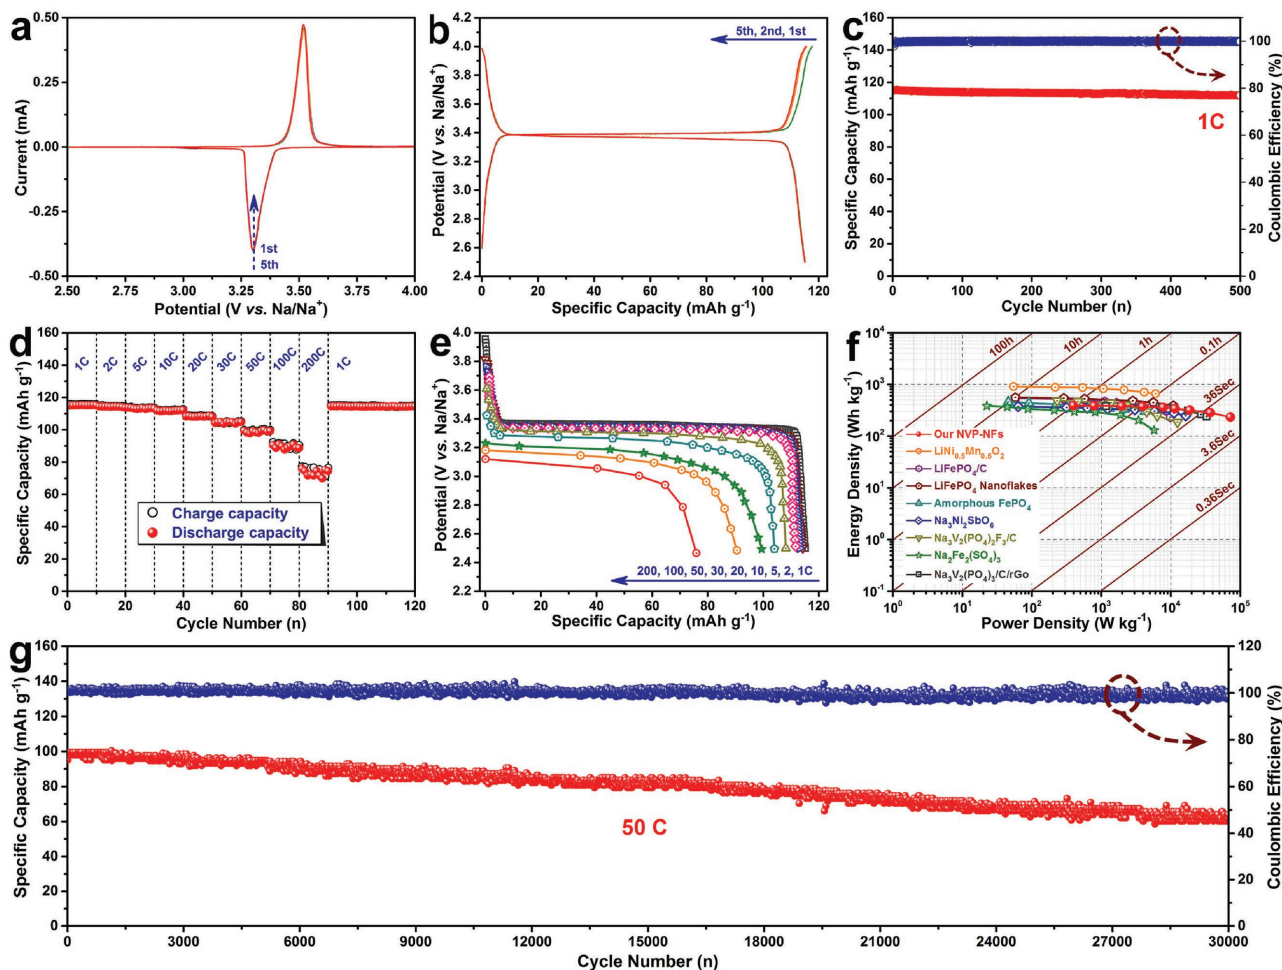 a
Current (mA)
0.50
0.25
0.00
-0.25
-0.50
1st
5th
2.50 2.75 3.00 3.25 3.50 3.75 4.00
Potential (V vs. Na/Na⁺)
b
Potential (V vs. Na/Na⁺)
4.2
4.0
3.8
3.6
3.4
3.2
3.0
2.8
2.6
2.4
5th, 2nd, 1st
0 20 40 60 80 100 120
Specific Capacity (mAh g⁻¹)
c
Specific Capacity (mAh g⁻¹)
160
140
120
100
80
60
40
20
0
1C
100
80
60
40
20
0
Coulombic Efficiency (%)
0 100 200 300 400 500
Cycle Number (n)
d
Specific Capacity (mAh g⁻¹)
160
140
120
100
80
60
40
20
0
1C 2C 5C 10C 20C 30C 50C 100C 200C 1C
Charge capacity
Discharge capacity
0 20 40 60 80 100 120
Cycle Number (n)
e
Potential (V vs. Na/Na⁺)
4.0
3.8
3.6
3.4
3.2
3.0
2.8
2.6
2.4
2.2
200, 100, 50, 30, 20, 10, 5, 2, 1C
0 20 40 60 80 100 120
Specific Capacity (mAh g⁻¹)
f
Energy Density (Wh kg⁻¹)
10⁴
10³
10²
10¹
10⁰
10⁻¹
100h 10h 1h 0.1h
36Sec
3.6Sec
0.36Sec
Our NVP-NFs
LiNi₀.₅Mn₀.₅O₂
LiFePO₄/C
LiFePO₄ Nanoflakes
Amorphous FePO₄
Na₃Ni₂SbO₆
Na₃V₂(PO₄)₂F₃/C
Na₂Fe₂(SO₄)₃
Na₃V₂(PO₄)₃/C/rGo
10⁰ 10¹ 10² 10³ 10⁴ 10⁵
Power Density (W kg⁻¹)
g
Specific Capacity (mAh g⁻¹)
160
140
120
100
80
60
40
20
0
50 C
120
100
80
60
40
20
0
Coulombic Efficiency (%)
0 3000 6000 9000 12000 15000 18000 21000 24000 27000 30000
Cycle Number (n)